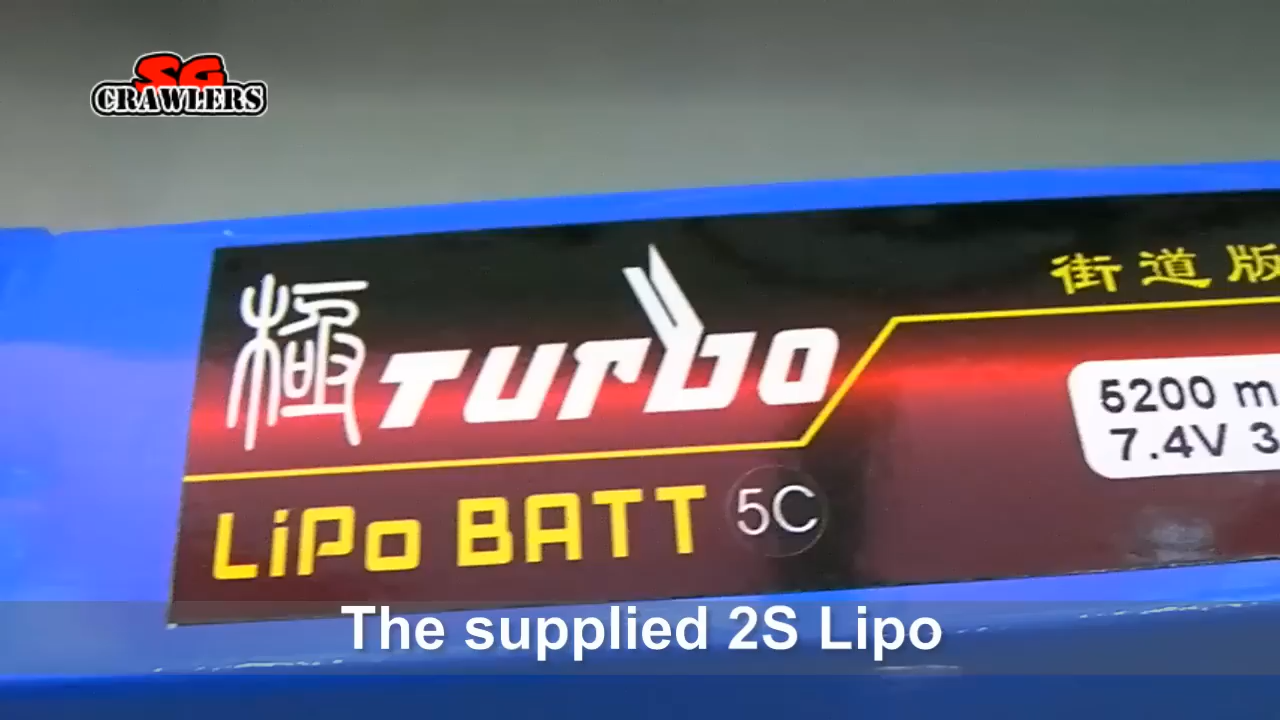 SG
CRAWLERS
極 TURBO
街道版
5200 m
7.4V 3
LiPo BATT 5C
The supplied 2S Lipo